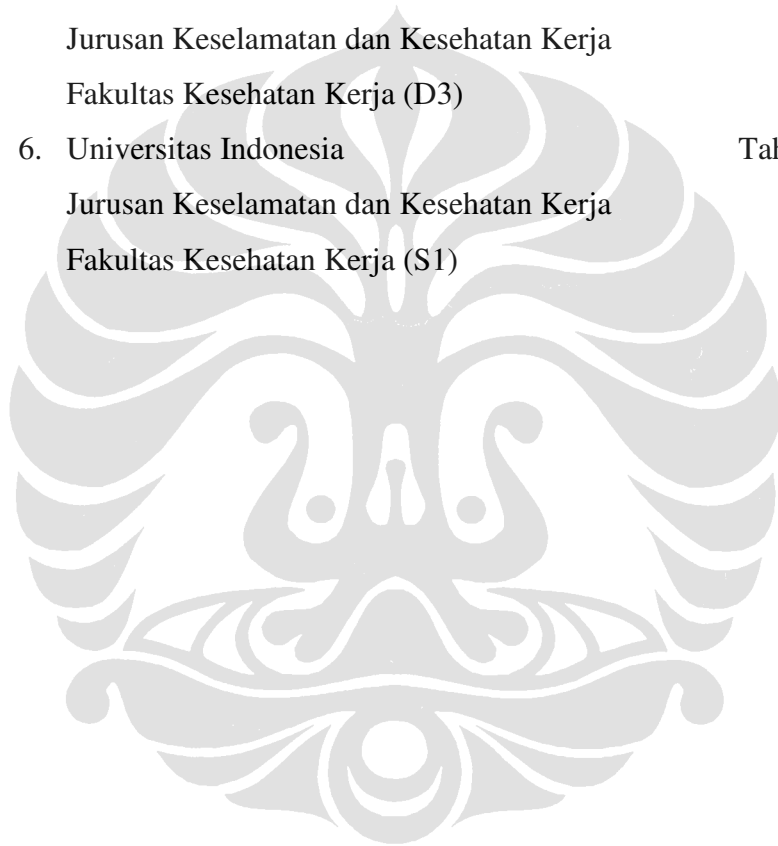 Jurusan Keselamatan dan Kesehatan Kerja
Fakultas Kesehatan Kerja (D3)
6. Universitas Indonesia
Jurusan Keselamatan dan Kesehatan Kerja
Fakultas Kesehatan Kerja (S1)